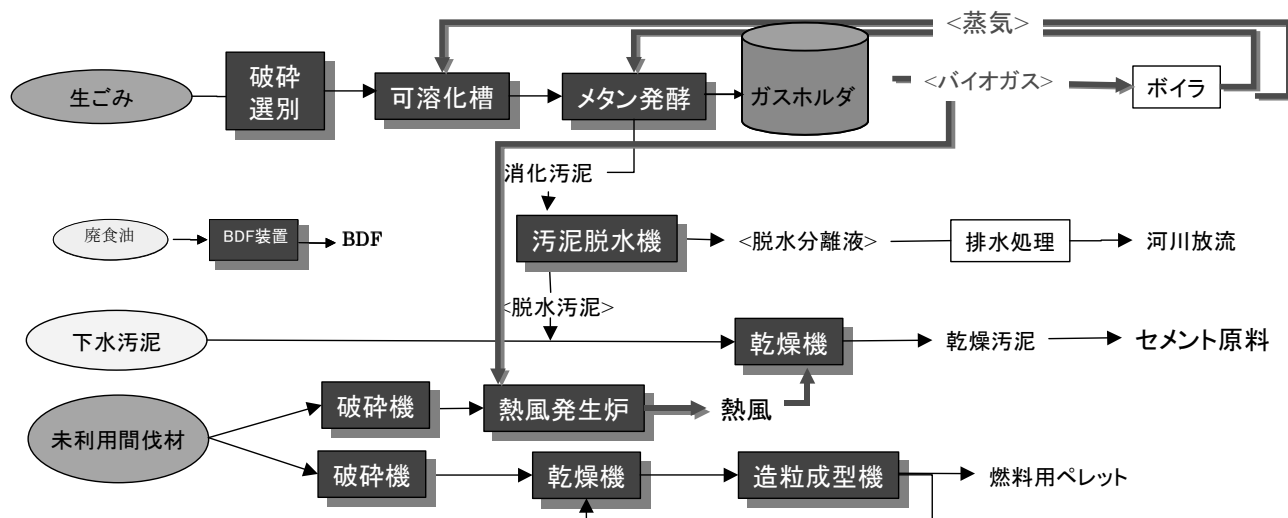 <蒸気>
生ごみ
破砕
選別
可溶化槽
メタン発酵
ガスホルダ
<バイオガス>
ボイラ
消化汚泥
廃食油
BDF装置
BDF
汚泥脱水機
<脱水分離液>
排水処理
河川放流
<脱水汚泥>
下水汚泥
乾燥機
乾燥汚泥
セメント原料
未利用間伐材
破砕機
熱風発生炉
熱風
破砕機
乾燥機
造粒成型機
燃料用ペレット